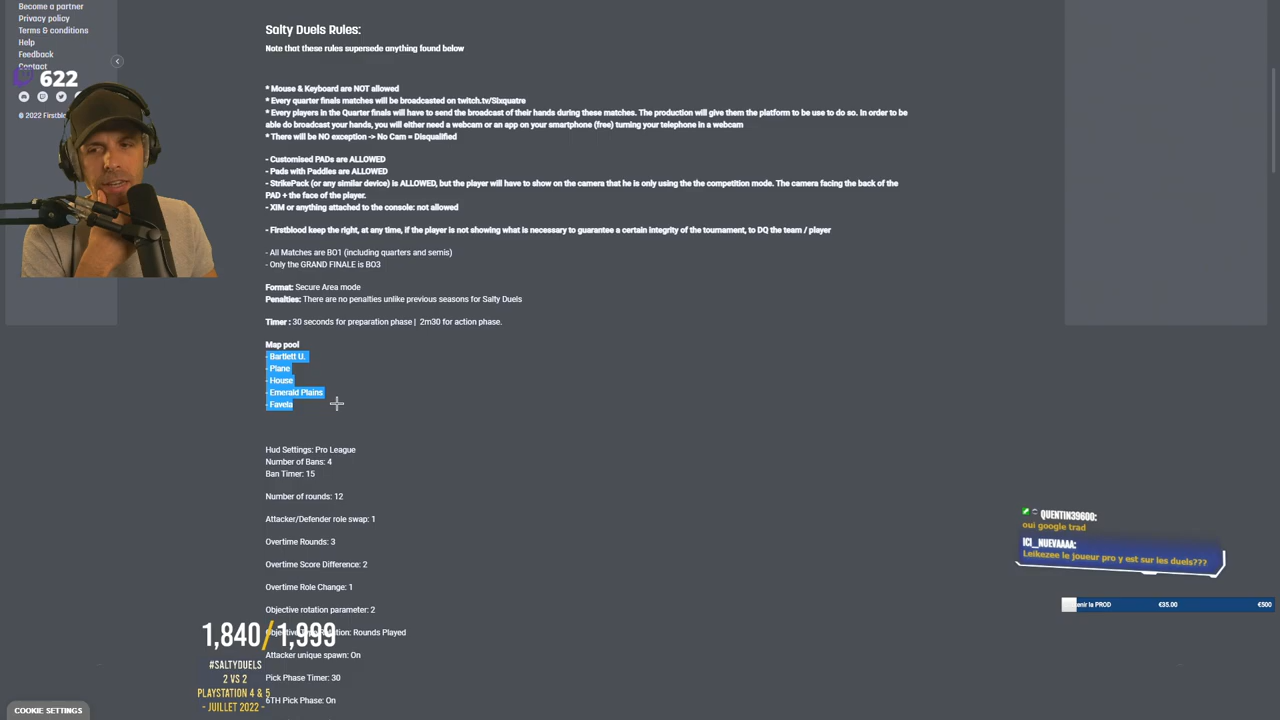 Become a partner
Privacy policy
Terms & conditions
Help
Feedback
Contact
622
© 2022 Firstblo
Salty Duels Rules:
Note that these rules supersede anything found below
* Mouse & Keyboard are NOT allowed
* Every quarter finals matches will be broadcasted on twitch.tv/Slxquatre
* Every players in the Quarter finals will have to send the broadcast of their hands during these matches. The production will give them the platform to be use to do so. In order to be
able do broadcast your hands, you will either need a webcam or an app on your smartphone (free) turning your telephone in a webcam
* There will be NO exception -> No Cam = Disqualified
- Customised PADs are ALLOWED
- Pads with Paddles are ALLOWED
- StrikePack (or any similar device) is ALLOWED, but the player will have to show on the camera that he is only using the the competition mode. The camera facing the back of the
PAD + the face of the player.
- XIM or anything attached to the console: not allowed
- Firstblood keep the right, at any time, if the player is not showing what is necessary to guarantee a certain integrity of the tournament, to DQ the team / player
- All Matches are BO1 (including quarters and semis)
- Only the GRAND FINALE is BO3
Format: Secure Area mode
Penalties: There are no penalties unlike previous seasons for Salty Duels
Timer : 30 seconds for preparation phase | 2m30 for action phase.
Map pool
- Bartlett U.
- Plane
- House
- Emerald Plains
- Favela
Hud Settings: Pro League
Number of Bans: 4
Ban Timer: 15
Number of rounds: 12
Attacker/Defender role swap: 1
Overtime Rounds: 3
Overtime Score Difference: 2
Overtime Role Change: 1
Objective rotation parameter: 2
Objective Type Rotation: Rounds Played
Attacker unique spawn: On
Pick Phase Timer: 30
6TH Pick Phase: On
1,840/1,999
#SALTYDUELS
2 VS 2
PLAYSTATION 4 & 5
- JUILLET 2022 -
COOKIE SETTINGS
QUENTIN39600:
oui google trad
ICI_NUEVAAAA:
Leikezee le joueur pro y est sur les duels???
enir la PROD €35.00 €500